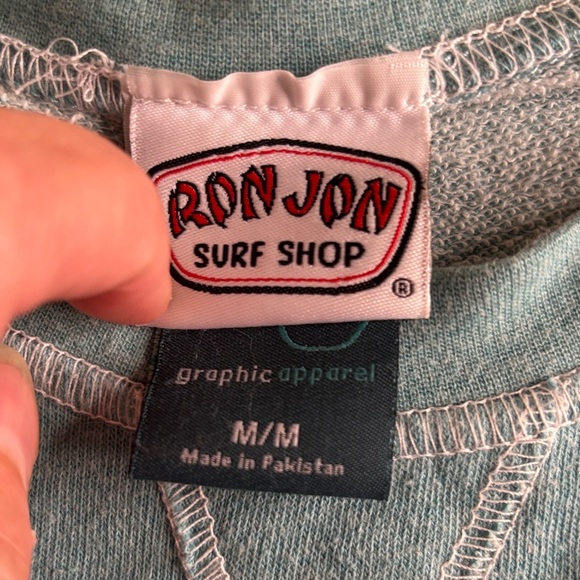 RON JON
SURF SHOP
®
graphic apparel
M/M
Made in Pakistan